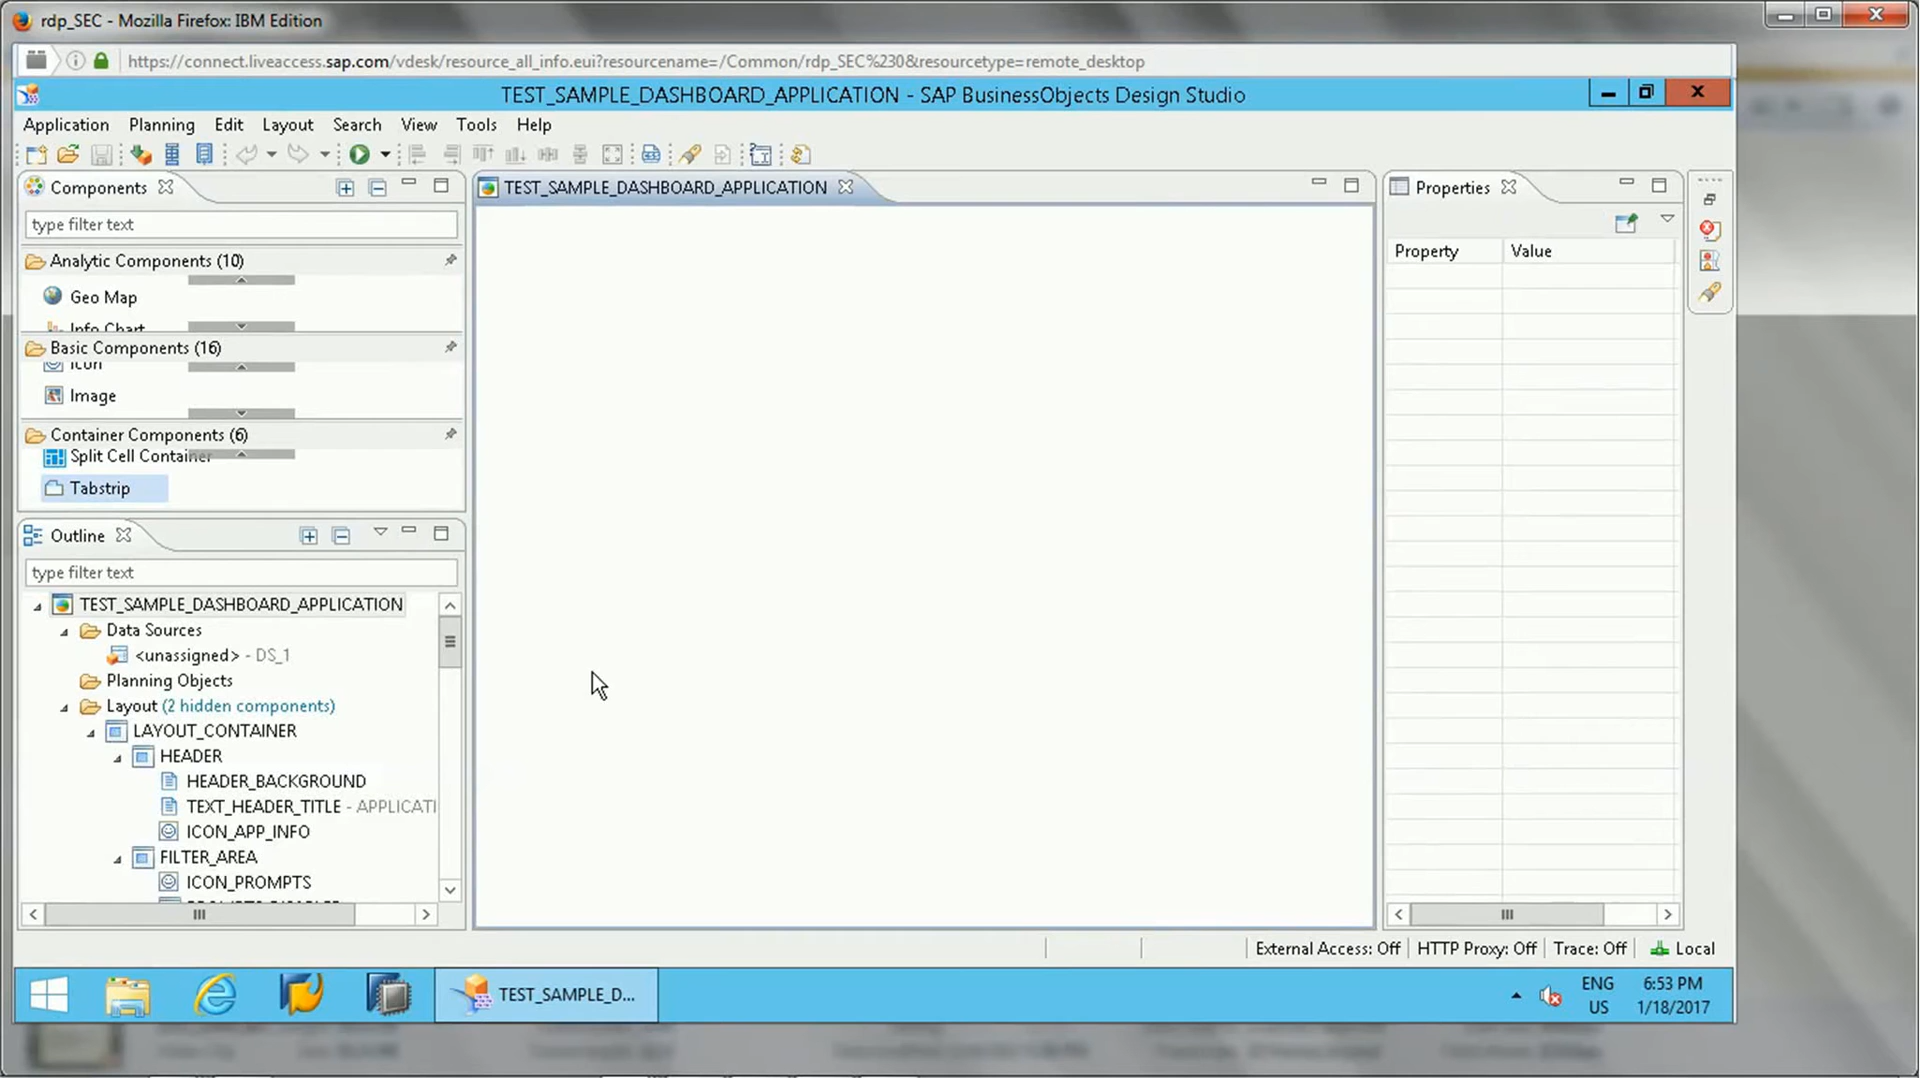 rdp_SEC - Mozilla Firefox: IBM Edition
https://connect.liveaccess.sap.com/vdesk/resource_all_info.eui?resourcename=/Common/rdp_SEC%230&resourcetype=remote_desktop
TEST_SAMPLE_DASHBOARD_APPLICATION - SAP BusinessObjects Design Studio
Application Planning Edit Layout Search View Tools Help
Components
type filter text
Analytic Components (10)
Geo Map
Info Chart
Basic Components (16)
Icon
Image
Container Components (6)
Split Cell Container
Tabstrip
Outline
type filter text
TEST_SAMPLE_DASHBOARD_APPLICATION
Data Sources
<unassigned> - DS_1
Planning Objects
Layout (2 hidden components)
LAYOUT_CONTAINER
HEADER
HEADER_BACKGROUND
TEXT_HEADER_TITLE - APPLICATI
ICON_APP_INFO
FILTER_AREA
ICON_PROMPTS
TEST_SAMPLE_DASHBOARD_APPLICATION
Properties
Property Value
External Access: Off HTTP Proxy: Off Trace: Off Local
TEST_SAMPLE_D...
ENG
US
6:53 PM
1/18/2017